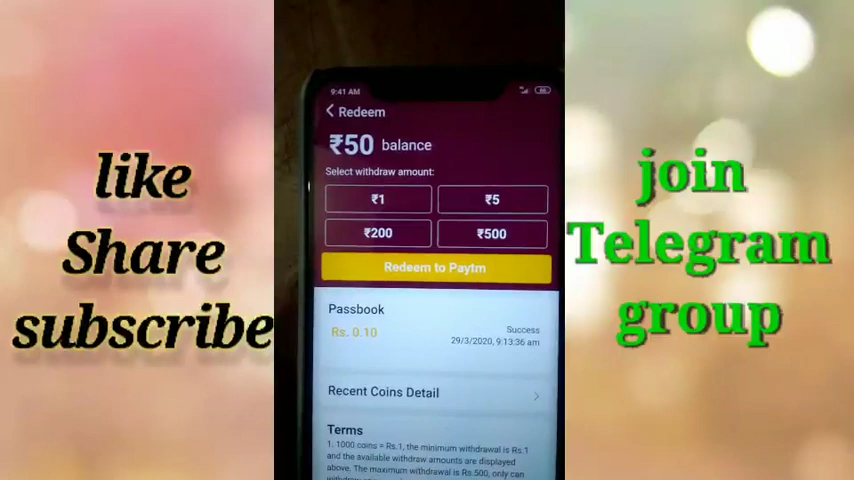 like
Share
subscribe
9:41 AM
Redeem
₹50 balance
Select withdraw amount:
₹1
₹5
₹200
₹500
Redeem to Paytm
Passbook
Rs. 0.10
Success
29/3/2020, 9:13:36 am
Recent Coins Detail
Terms
1. 1000 coins = Rs.1, the minimum withdrawal is Rs.1
and the available withdraw amounts are displayed
above. The maximum withdrawal is Rs.500, only can
join
Telegram
group